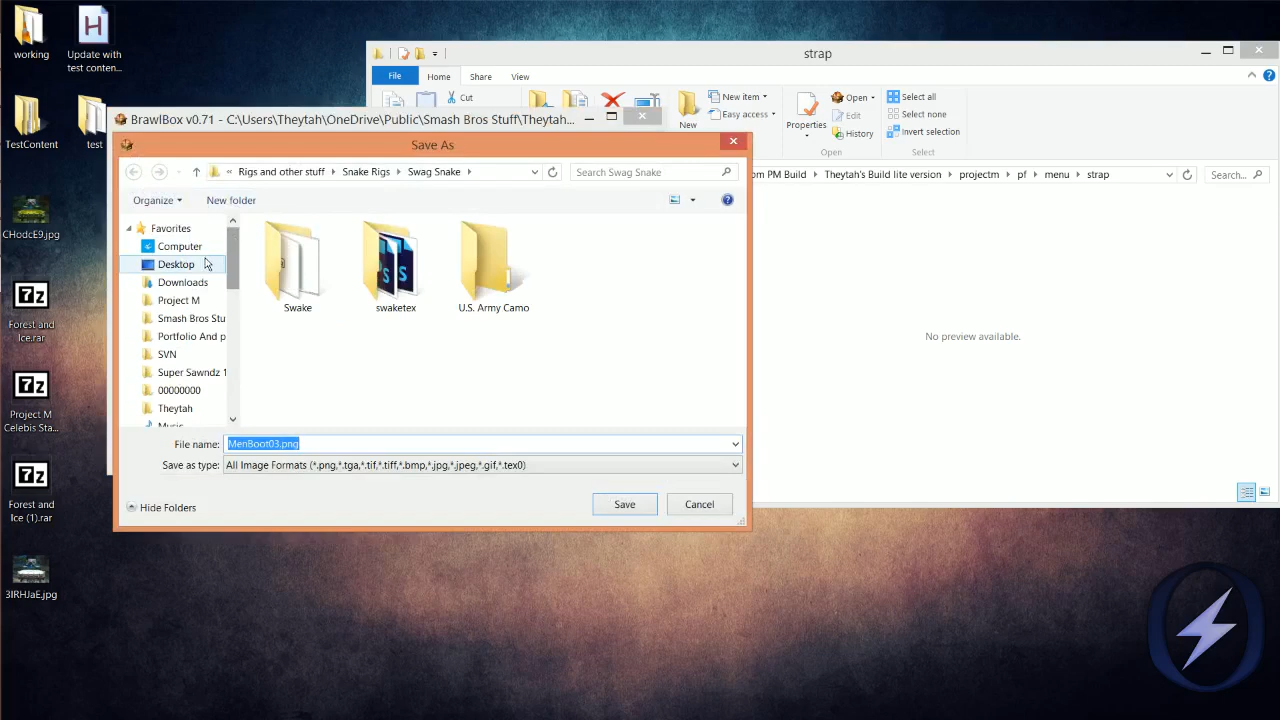 working
Update with
test conten...
TestContent
test
CHodcE9.jpg
Forest and
Ice.rar
Project M
Celebis Sta...
Forest and
Ice (1).rar
3IRHJaE.jpg
strap
File
Home
Share
View
Cut
New
New item
Easy access
Properties
Open
Edit
History
Open
Select all
Select none
Invert selection
Select
om PM Build
Theytah's Build lite version
projectm
pf
menu
strap
Search...
No preview available.
BrawlBox v0.71 - C:\Users\Theytah\OneDrive\Public\Smash Bros Stuff\Theytah...
Save As
« Rigs and other stuff
Snake Rigs
Swag Snake
Search Swag Snake
Organize
New folder
Favorites
Computer
Desktop
Downloads
Project M
Smash Bros Stu
Portfolio And p
SVN
Super Sawndz 1
00000000
Theytah
Music
Swake
swaketex
U.S. Army Camo
File name:
MenBoot03.png
Save as type:
All Image Formats (*.png,*.tga,*.tif,*.tiff,*.bmp,*.jpg,*.jpeg,*.gif,*.tex0)
Hide Folders
Save
Cancel